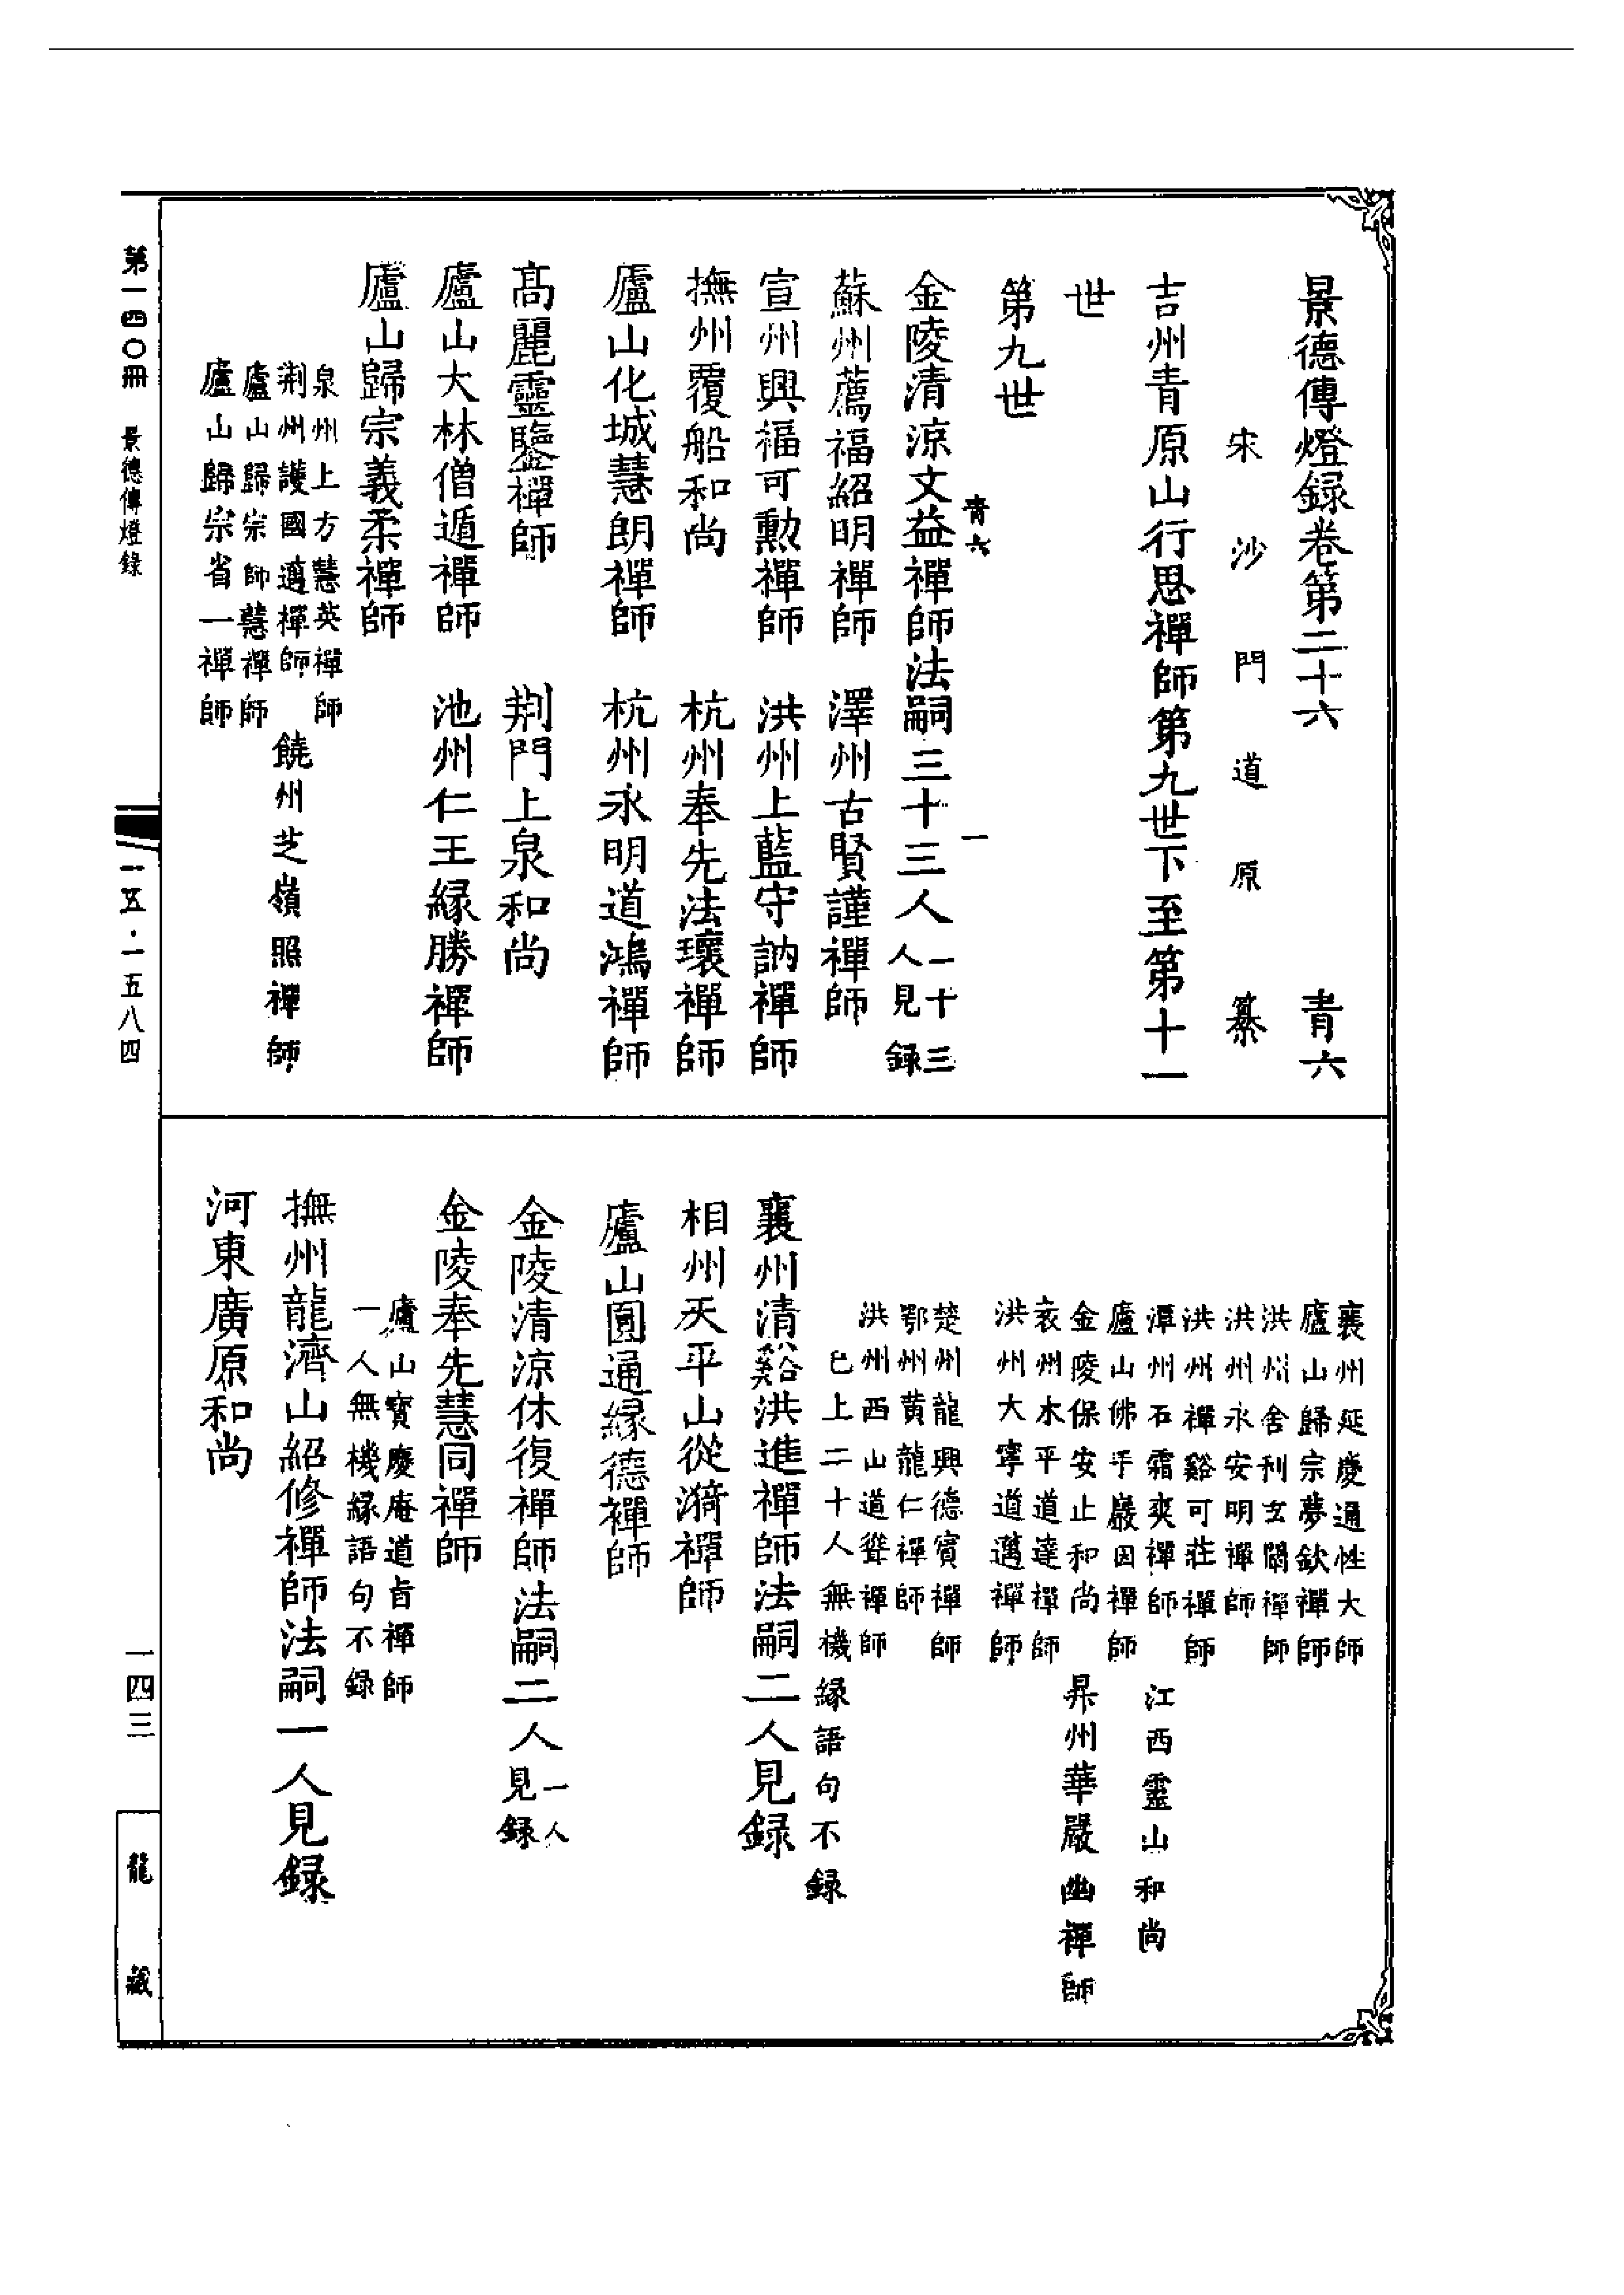 景德傳燈録卷第二十六 青六
宋沙門道原纂
吉州青原山行思禪師第九世下至第十一
世
第九世
青六 一
金陵清涼文益禪師法嗣三十三人一十三人見録
蘇州薦福紹明禪師 澤州古賢謹禪師
宣州興福可勲禪師 洪州上藍守訥禪師
撫州覆船和尚 杭州奉先法瓌禪師
廬山化城慧朗禪師 杭州永明道鴻禪師
髙麗靈鑒禪師 荆門上泉和尚
廬山大林僧遁禪師 池州仁王緣勝禪師
廬山歸宗義柔禪師
泉州上方慧英禪師
荆州護國邁禪師 饒州芝嶺照禪師
廬山歸宗師慧禪師
廬山歸宗省一禪師
襄州延慶通性大師
廬山歸宗夢欽禪師
洪州舍利玄闡禪師
洪州永安明禪師
洪州禪谿可莊禪師
潭州石霜爽禪師 江西靈山和尚
廬山佛手巖因禪師
金陵保安止和尚 昇州華嚴幽禪師
袁州木平道達禪師
洪州大寧道邁禪師
楚州龍興德賓禪師
鄂州黃龍仁禪師
洪州西山道聳禪師
已上二十人無機緣語句不録
襄州清谿洪進禪師法嗣二人見録
相州天平山從漪禪師
廬山圓通緣德禪師
金陵清涼休復禪師法嗣二人一人見録
金陵奉先慧同禪師
廬山寳慶庵道旨禪師
一人無機緣語句不録
撫州龍濟山紹修禪師法嗣一人見録
河東廣原和尚
第一四〇冊 景德傳燈錄
一五·一五八四
一四三
龍藏